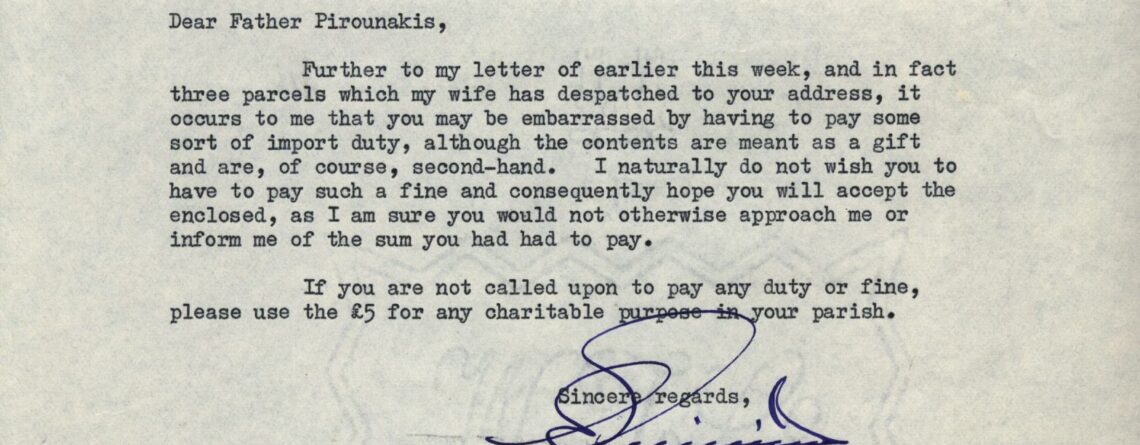 Dear Father Pirounakis,
Further to my letter of earlier this week, and in fact
three parcels which my wife has despatched to your address, it
occurs to me that you may be embarrassed by having to pay some
sort of import duty, although the contents are meant as a gift
and are, of course, second-hand. I naturally do not wish you to
have to pay such a fine and consequently hope you will accept the
enclosed, as I am sure you would not otherwise approach me or
inform me of the sum you had had to pay.
If you are not called upon to pay any duty or fine,
please use the £5 for any charitable purpose in your parish.
Sincere regards,